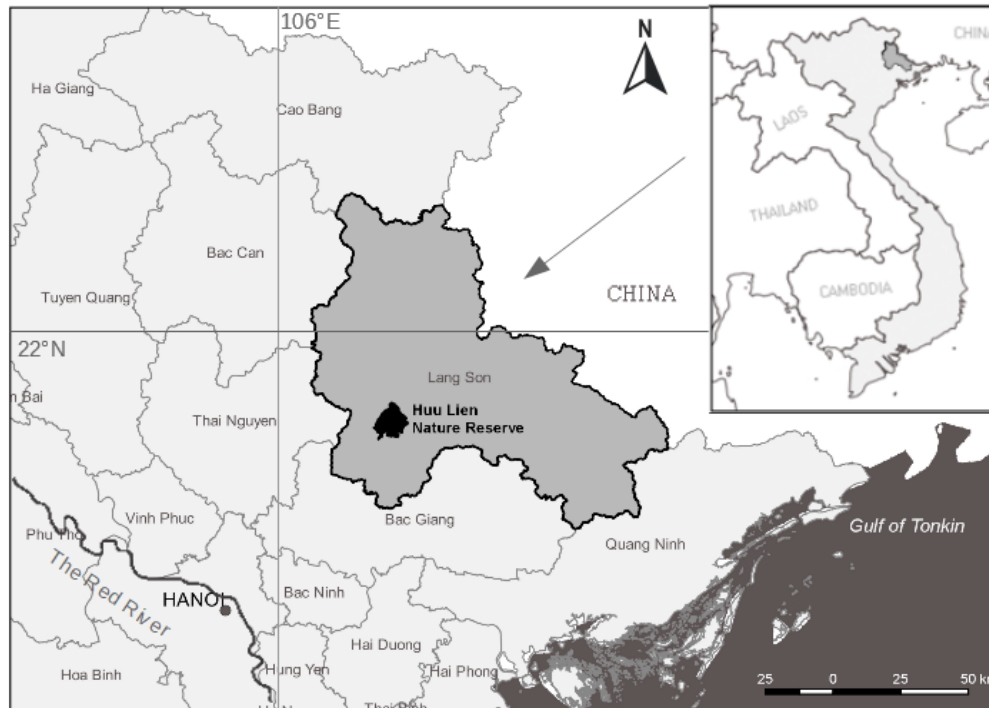 106°E
N
CHINA
Ha Giang
Cao Bang
LAOS
THAILAND
Bac Can
CAMBODIA
Tuyen Quang
CHINA
22°N
Lang Son
n Bai
Thai Nguyen
Huu Lien
Nature Reserve
Vinh Phuc
Bac Giang
Phu Tho
Quang Ninh
Gulf of Tonkin
The Red River
HANOI
Bac Ninh
Hai Duong
Hoa Binh
Hung Yen
Hai Phong
25 0 25 50 km